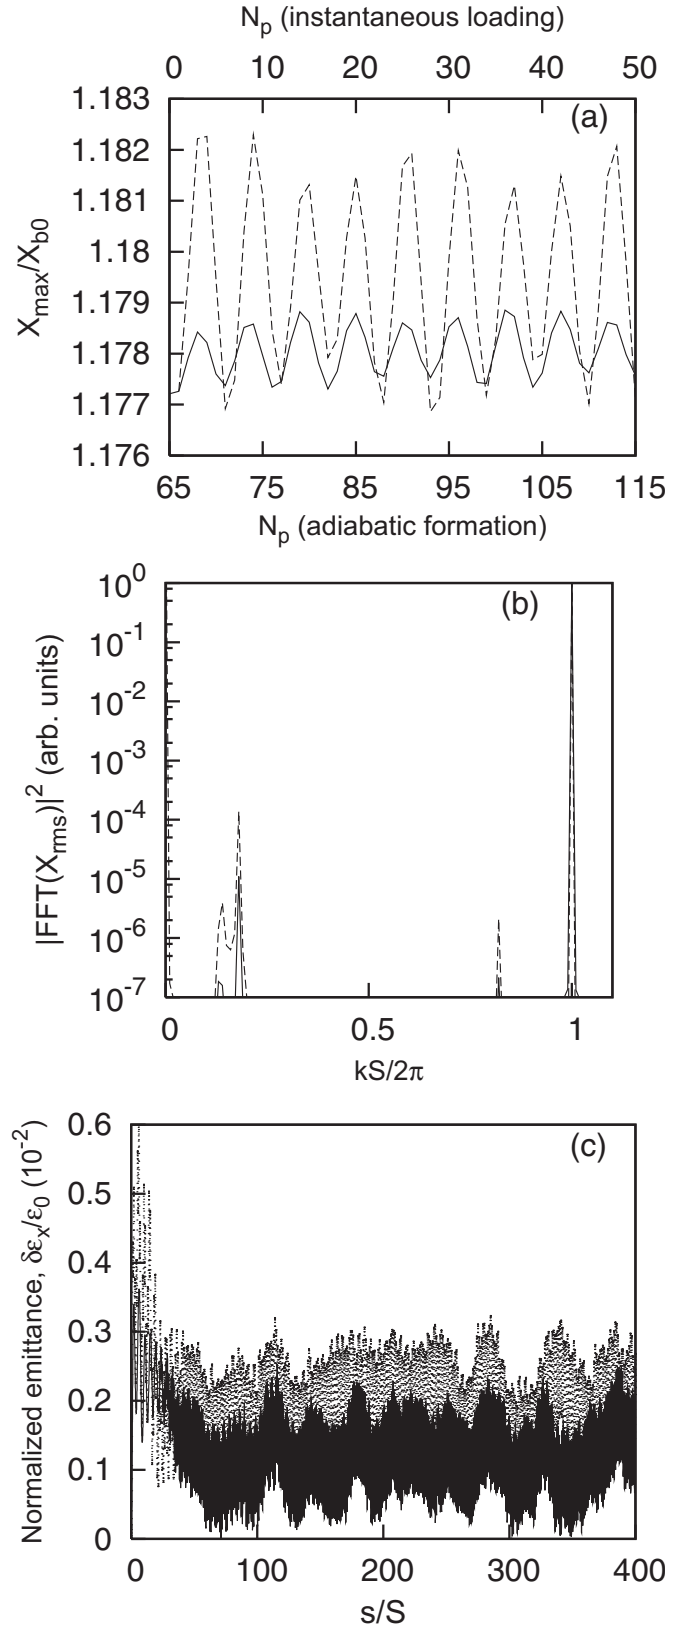 N_p (instantaneous loading)
0 10 20 30 40 50
(a)
1.183
1.182
1.181
1.18
1.179
1.178
1.177
1.176
X_max/X_b0
65 75 85 95 105 115
N_p (adiabatic formation)
(b)
10^0
10^-1
10^-2
10^-3
10^-4
10^-5
10^-6
10^-7
|FFT(X_rms)|^2 (arb. units)
0 0.5 1
kS/2π
(c)
0.6
0.5
0.4
0.3
0.2
0.1
0
Normalized emittance, δε_x/ε_0 (10^-2)
0 100 200 300 400
s/S